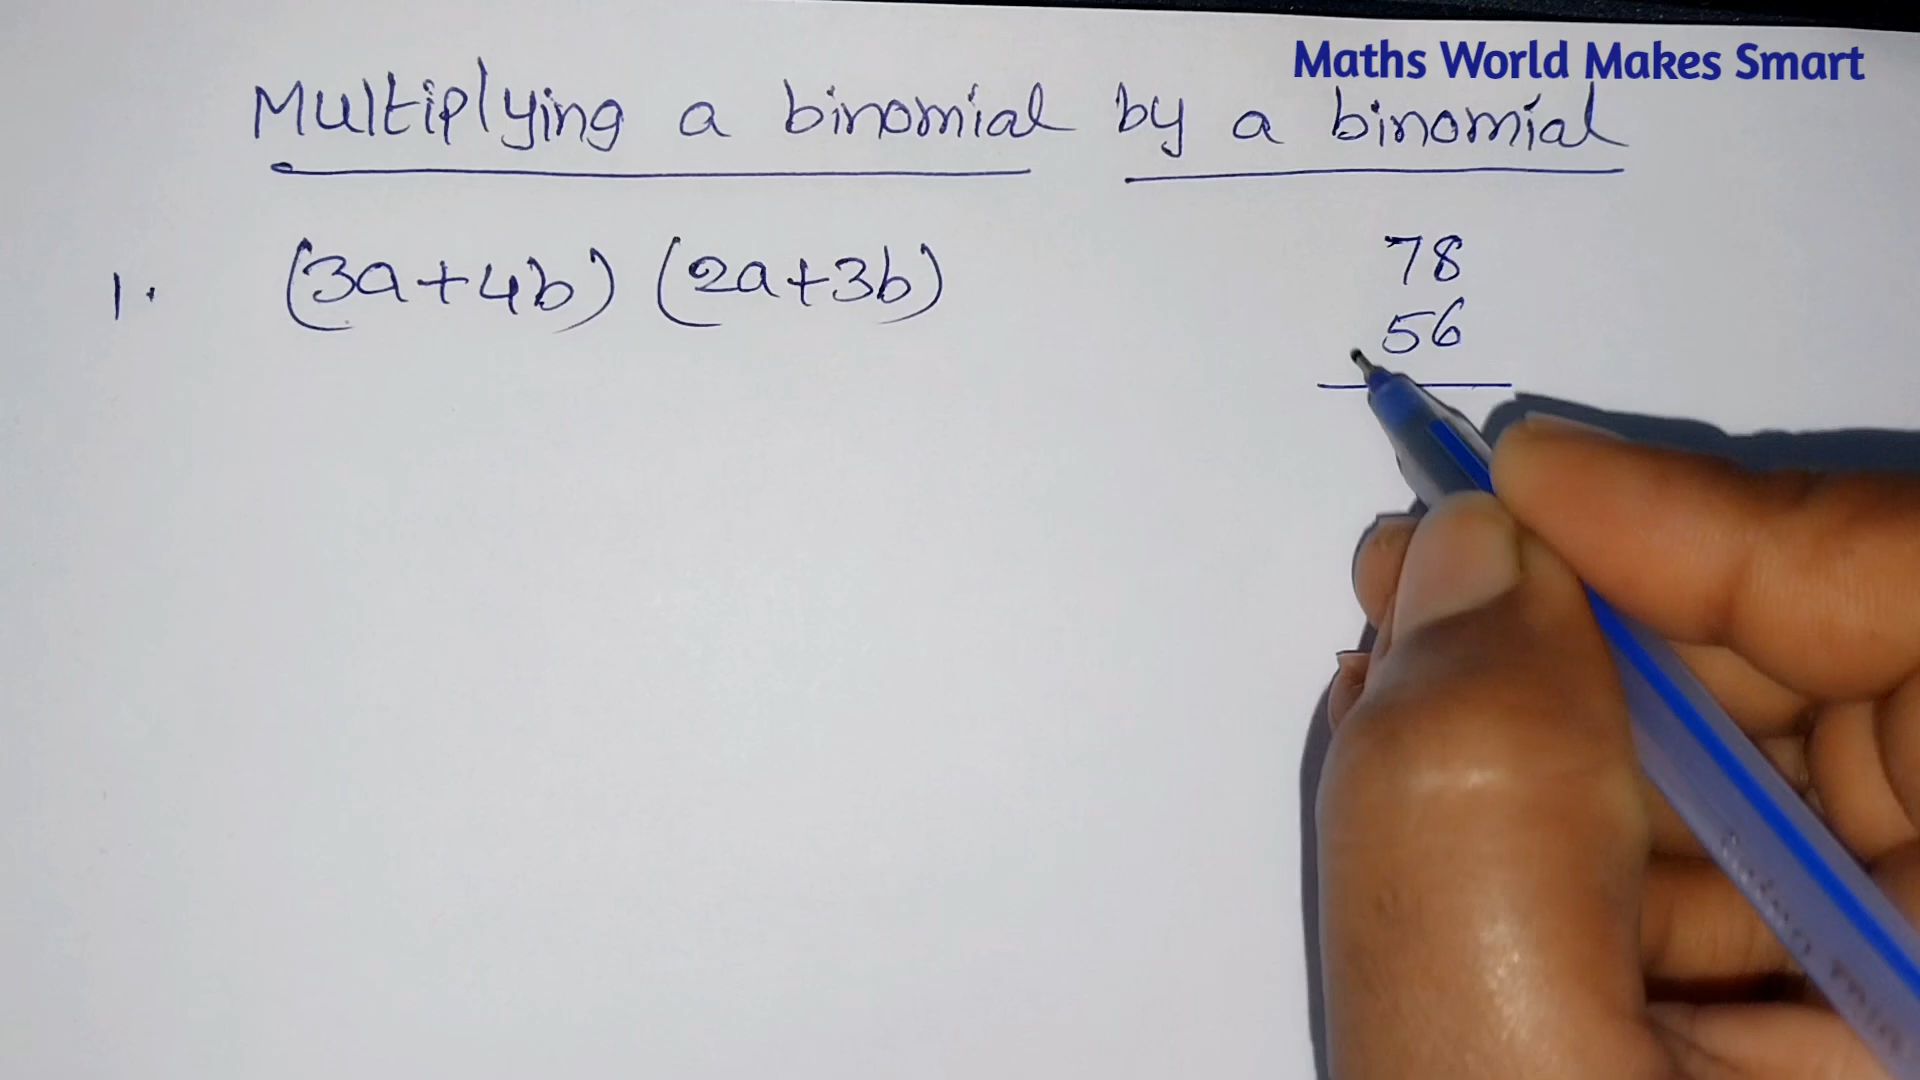 Maths World Makes Smart
Multiplying a binomial by a binomial
1. (3a+4b) (2a+3b)
78
56